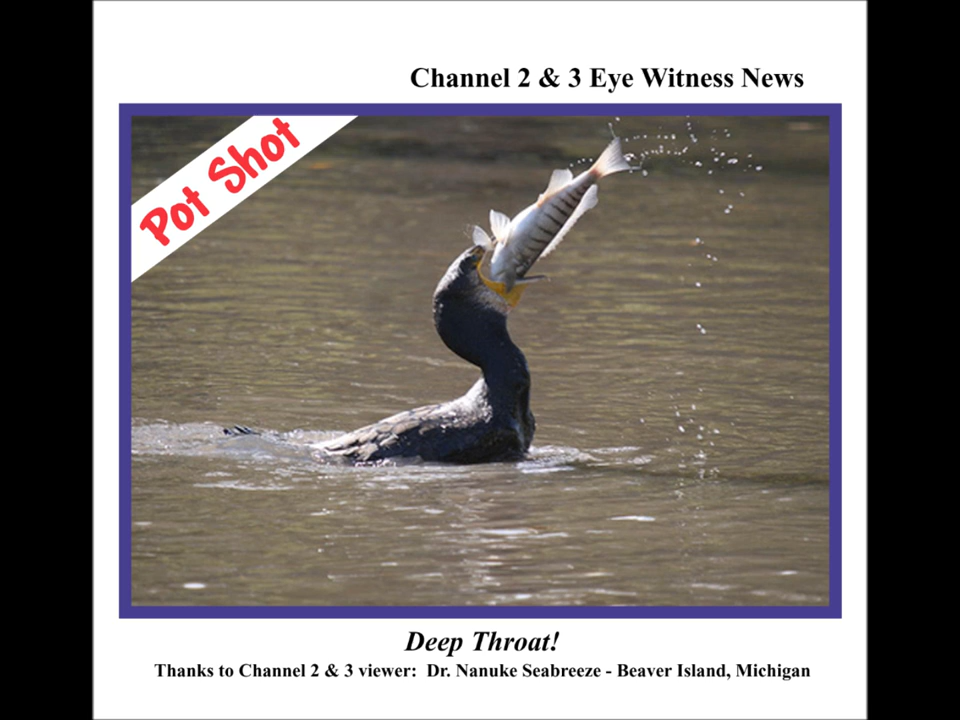 Channel 2 & 3 Eye Witness News
Pot Shot
Deep Throat!
Thanks to Channel 2 & 3 viewer: Dr. Nanuke Seabreeze - Beaver Island, Michigan